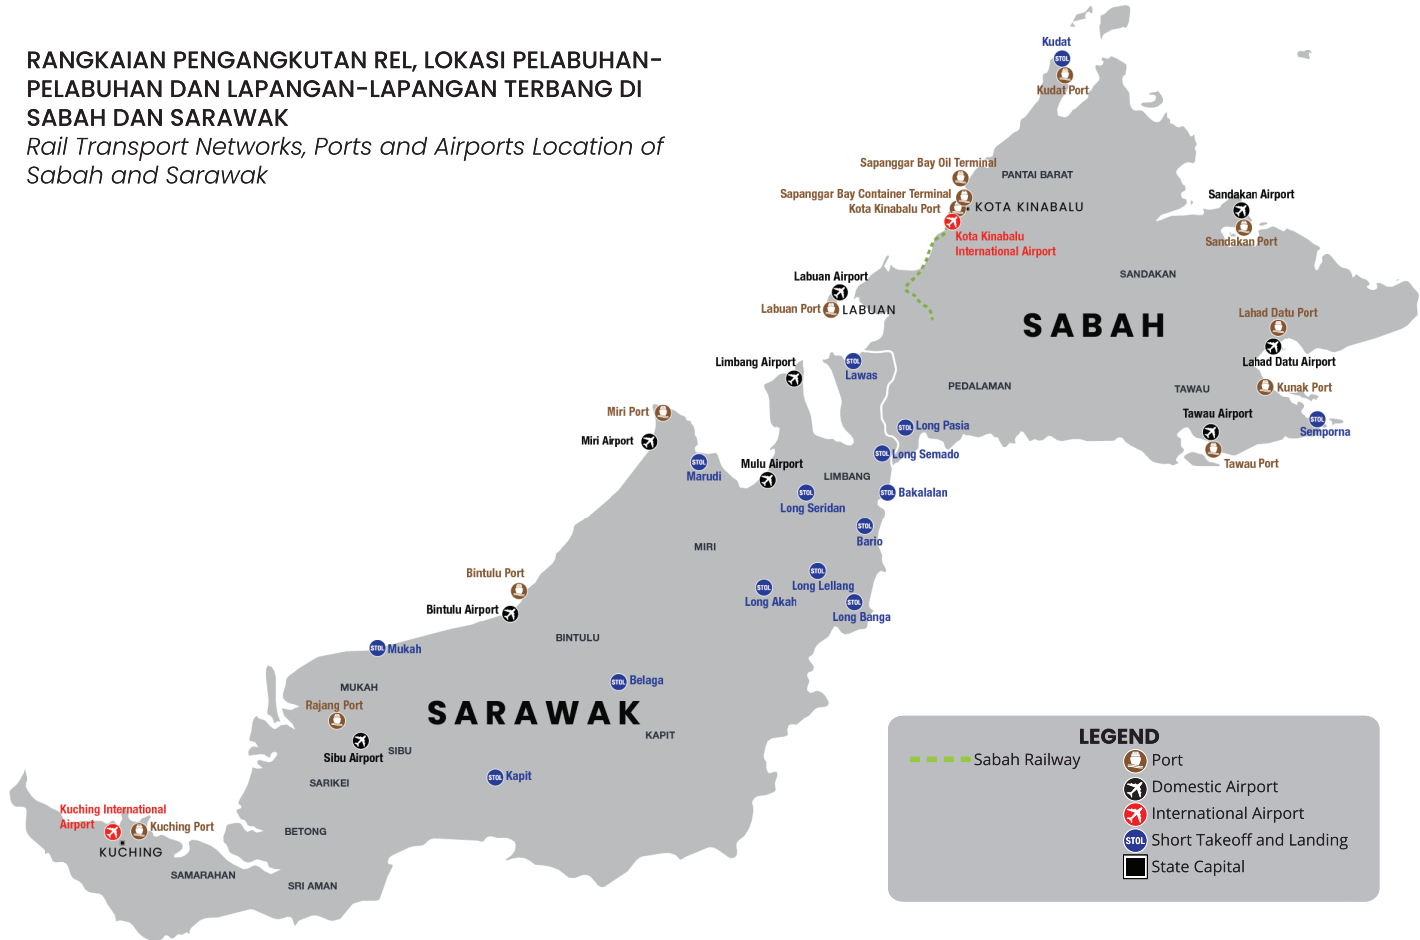 RANGKAIAN PENGANGKUTAN REL, LOKASI PELABUHAN-
PELABUHAN DAN LAPANGAN-LAPANGAN TERBANG DI
SABAH DAN SARAWAK
Rail Transport Networks, Ports and Airports Location of
Sabah and Sarawak
Kudat
STOL
Kudat Port
Sapanggar Bay Oil Terminal
PANTAI BARAT
Sapanggar Bay Container Terminal
Kota Kinabalu Port
KOTA KINABALU
Kota Kinabalu
International Airport
Sandakan Airport
Sandakan Port
SANDAKAN
Labuan Airport
Labuan Port
LABUAN
SABAH
Lahad Datu Port
Lahad Datu Airport
Limbang Airport
STOL
Lawas
PEDALAMAN
TAWAU
Kunak Port
Tawau Airport
STOL
Semporna
Tawau Port
Miri Port
Miri Airport
STOL
Long Pasia
STOL
Long Semado
STOL
Marudi
Mulu Airport
LIMBANG
STOL
Long Seridan
STOL
Bakalalan
STOL
Bario
MIRI
STOL
Long Lellang
STOL
Long Akah
STOL
Long Banga
Bintulu Port
Bintulu Airport
BINTULU
STOL
Mukah
STOL
Belaga
MUKAH
Rajang Port
SARAWAK
KAPIT
Sibu Airport
SIBU
STOL
Kapit
SARIKEI
Kuching International
Airport
Kuching Port
KUCHING
BETONG
SAMARAHAN
SRI AMAN
LEGEND
Sabah Railway
Port
Domestic Airport
International Airport
STOL
Short Takeoff and Landing
State Capital